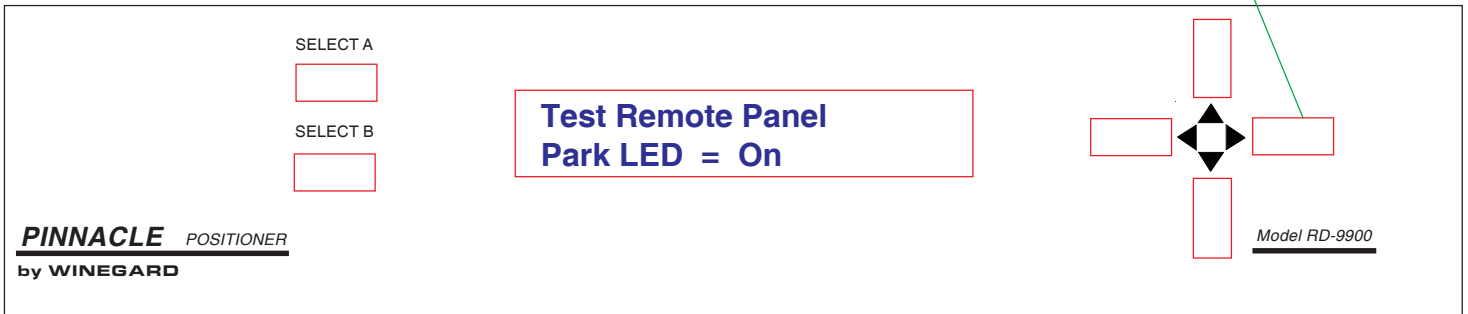 SELECT A
SELECT B
Test Remote Panel
Park LED = On
PINNACLE POSITIONER
by WINEGARD
Model RD-9900